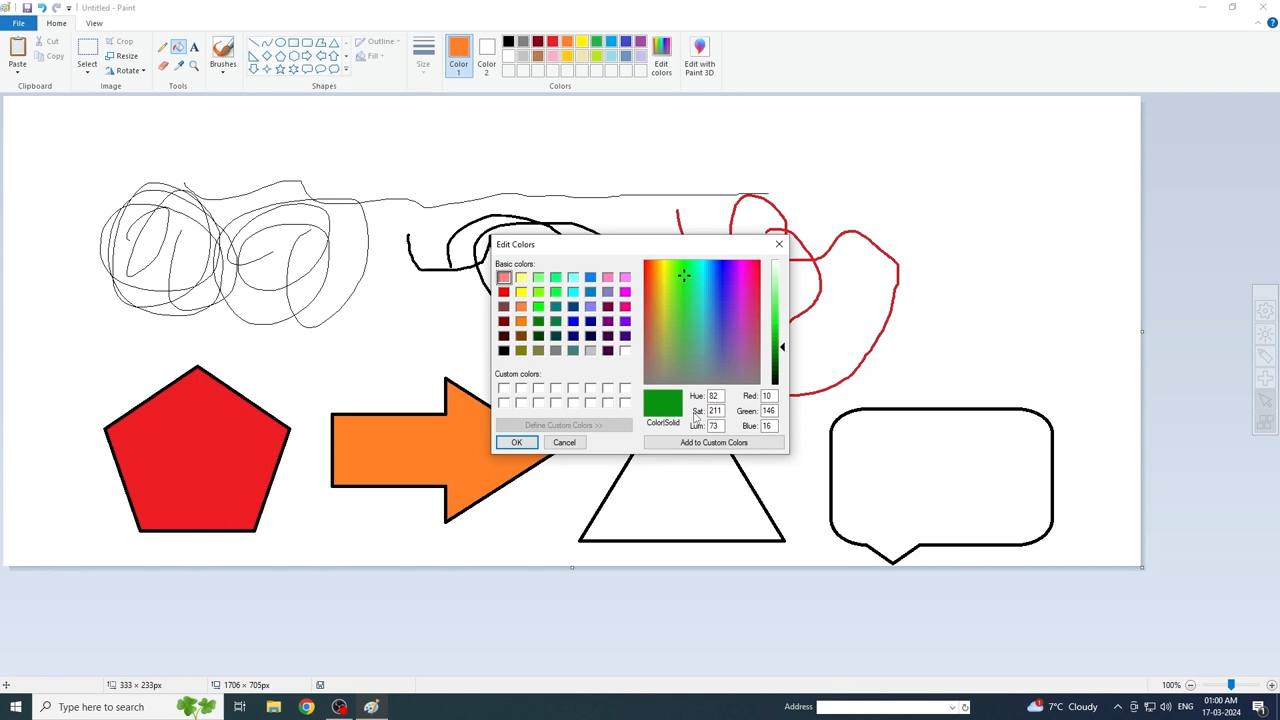 Untitled - Paint
File Home View
Paste
Cut
Copy
Clipboard
Select
Crop
Resize
Rotate
Image
A
Tools
Brushes
Outline
Fill
Shapes
Size
Color 1
Color 2
Edit colors
Colors
Edit with Paint 3D
Edit Colors
Basic colors:
Custom colors:
Define Custom Colors >>
OK Cancel
Color|Solid
Hue: 82 Red: 10
Sat: 211 Green: 146
Lum: 73 Blue: 16
Add to Custom Colors
333 × 233px 1706 × 705px 100%
Type here to search
Address
1
7°C Cloudy
ENG
01:00 AM
17-03-2024
1